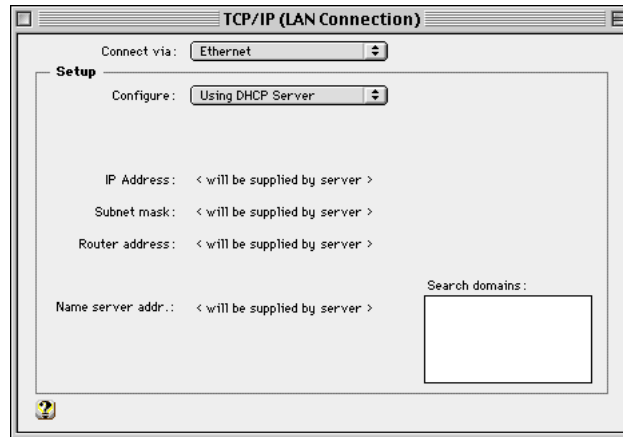 TCP/IP (LAN Connection)
Connect via: Ethernet
Setup
Configure: Using DHCP Server
IP Address: < will be supplied by server >
Subnet mask: < will be supplied by server >
Router address: < will be supplied by server >
Search domains:
Name server addr.: < will be supplied by server >
?